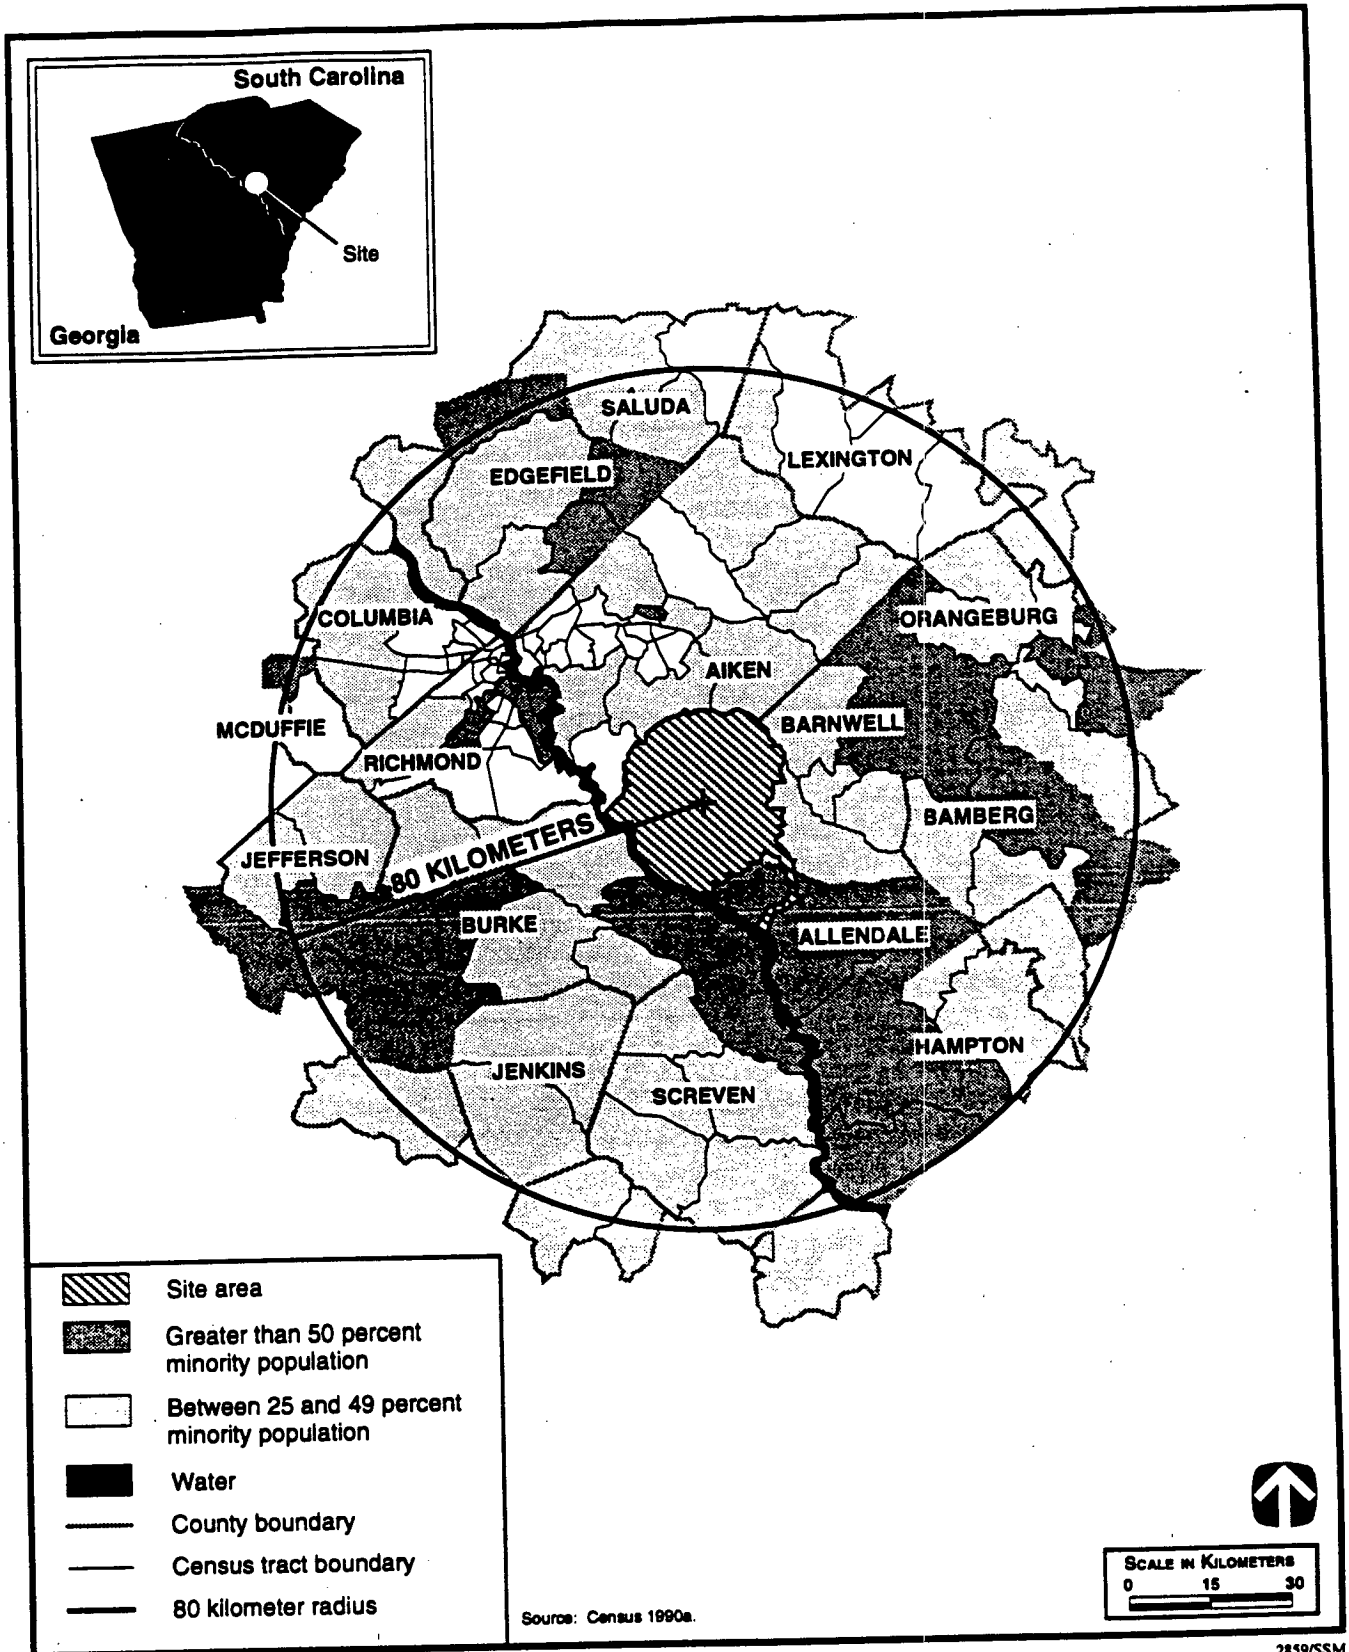 South Carolina
Site
Georgia
SALUDA
LEXINGTON
EDGEFIELD
COLUMBIA
ORANGEBURG
AIKEN
MCDUFFIE
BARNWELL
RICHMOND
BAMBERG
80 KILOMETERS
JEFFERSON
BURKE
ALLENDALE
HAMPTON
JENKINS
SCREVEN
Site area
Greater than 50 percent
minority population
Between 25 and 49 percent
minority population
Water
County boundary
Census tract boundary
80 kilometer radius
Source: Census 1990a.
SCALE IN KILOMETERS
0 15 30
2859/SSM